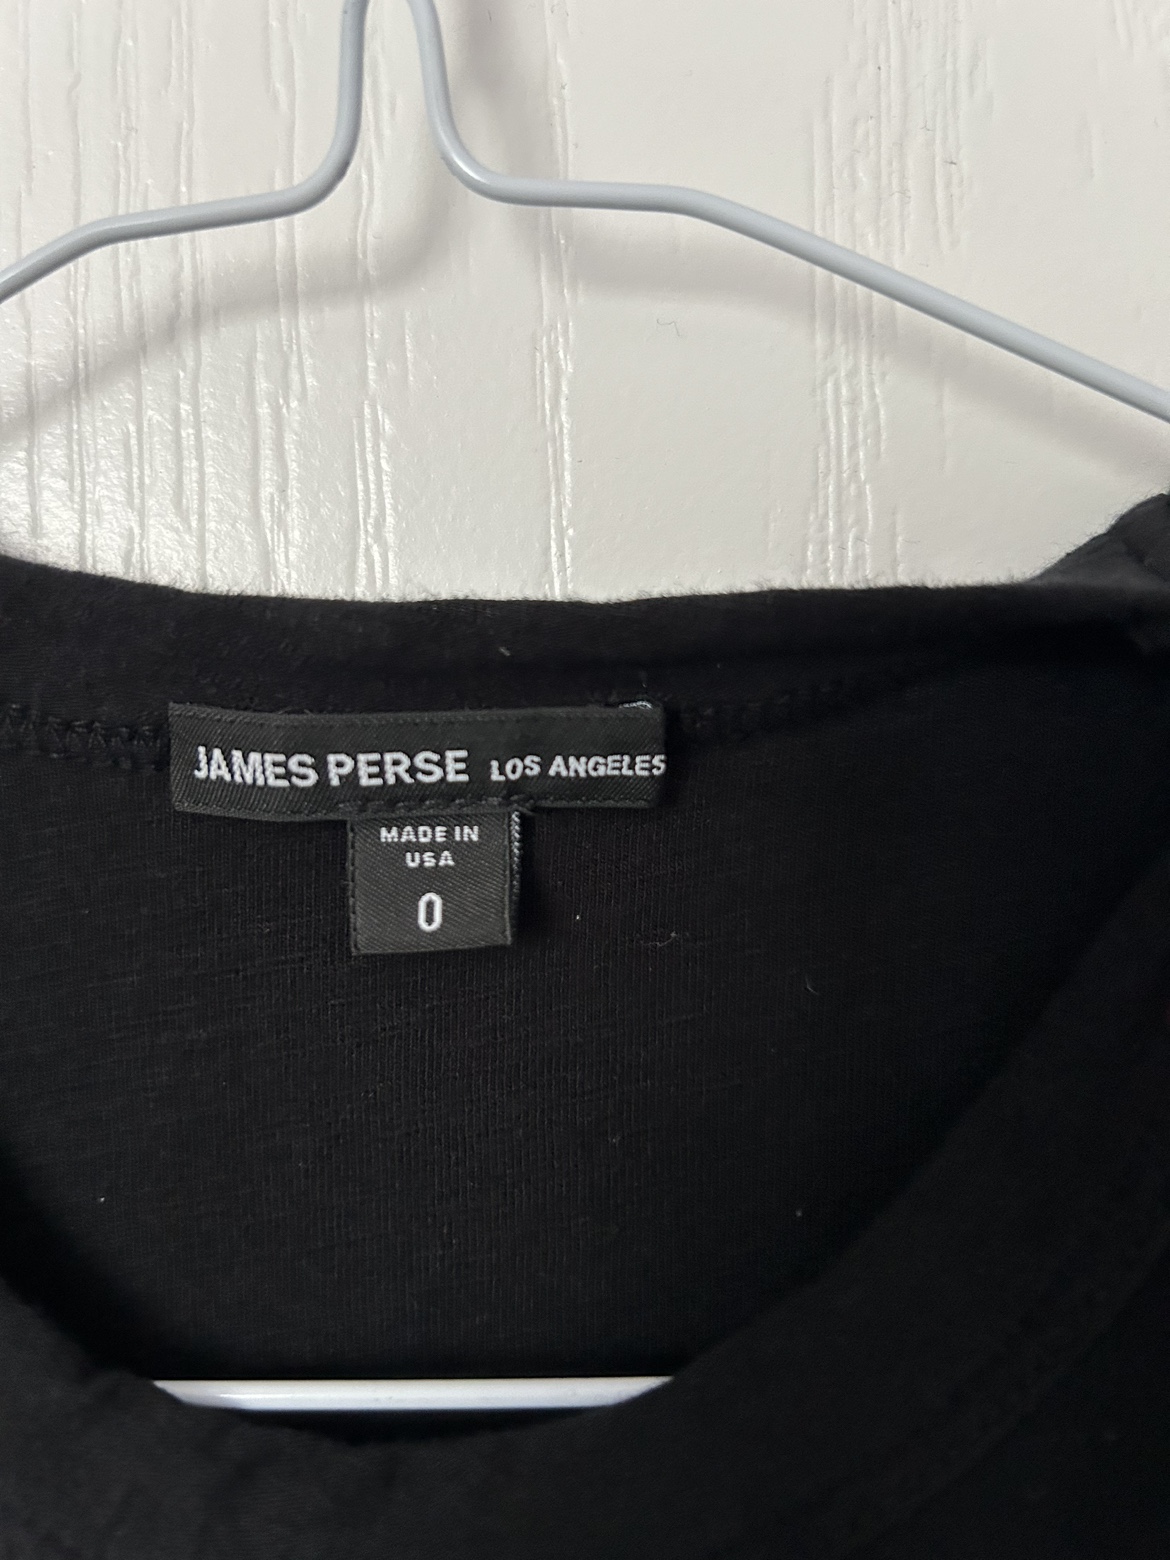 JAMES PERSE LOS ANGELES
MADE IN
USA
0